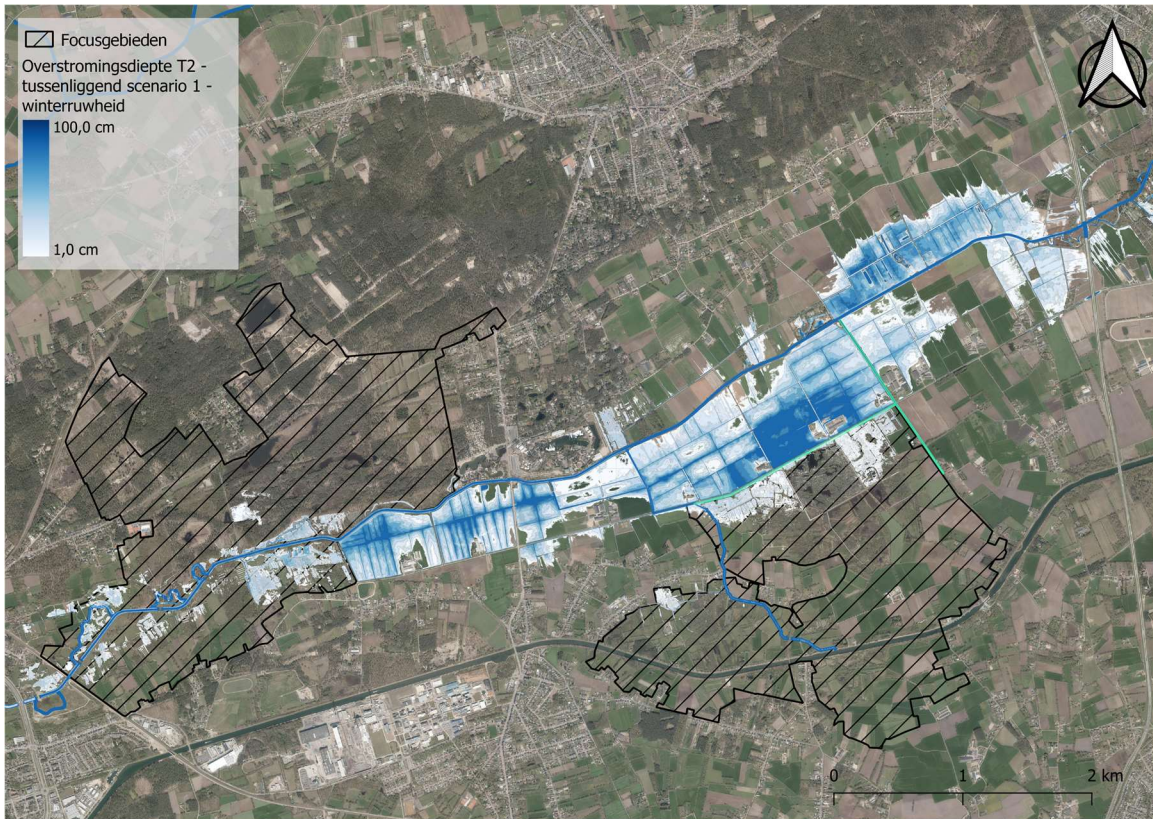 Focusgebieden
Overstromingsdiepte T2 -
tussenliggend scenario 1 -
winterruwheid
100,0 cm
1,0 cm
0 1 2 km